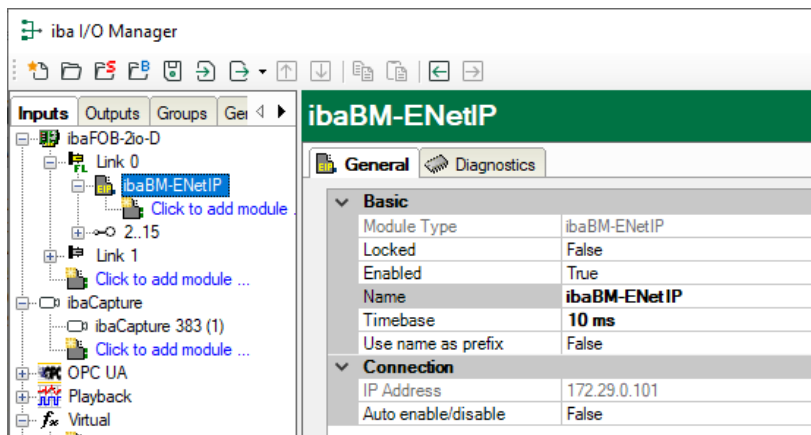 iba I/O Manager
Inputs Outputs Groups Ger
ibaBM-ENetIP
ibaFOB-2io-D
Link 0
ibaBM-ENetIP
Click to add module .
2..15
Link 1
Click to add module ...
ibaCapture
ibaCapture 383 (1)
Click to add module ...
OPC UA
Playback
Virtual
General Diagnostics
Basic
Module Type ibaBM-ENetIP
Locked False
Enabled True
Name ibaBM-ENetIP
Timebase 10 ms
Use name as prefix False
Connection
IP Address 172.29.0.101
Auto enable/disable False